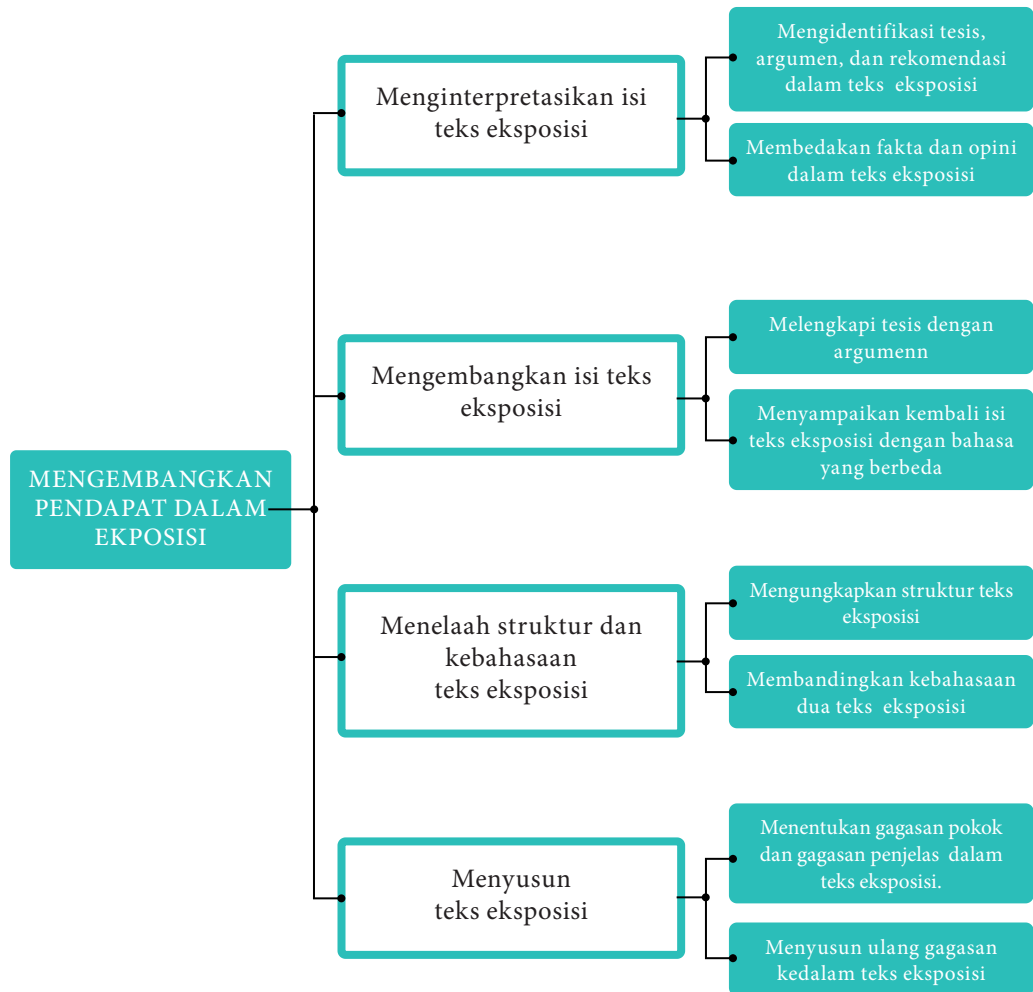 MENGEMBANGKAN
PENDAPAT DALAM
EKPOSISI
Menginterpretasikan isi
teks eksposisi
Mengidentifikasi tesis,
argumen, dan rekomendasi
dalam teks eksposisi
Membedakan fakta dan opini
dalam teks eksposisi
Mengembangkan isi teks
eksposisi
Melengkapi tesis dengan
argumenn
Menyampaikan kembali isi
teks eksposisi dengan bahasa
yang berbeda
Menelaah struktur dan
kebahasaan
teks eksposisi
Mengungkapkan struktur teks
eksposisi
Membandingkan kebahasaan
dua teks eksposisi
Menyusun
teks eksposisi
Menentukan gagasan pokok
dan gagasan penjelas dalam
teks eksposisi.
Menyusun ulang gagasan
kedalam teks eksposisi